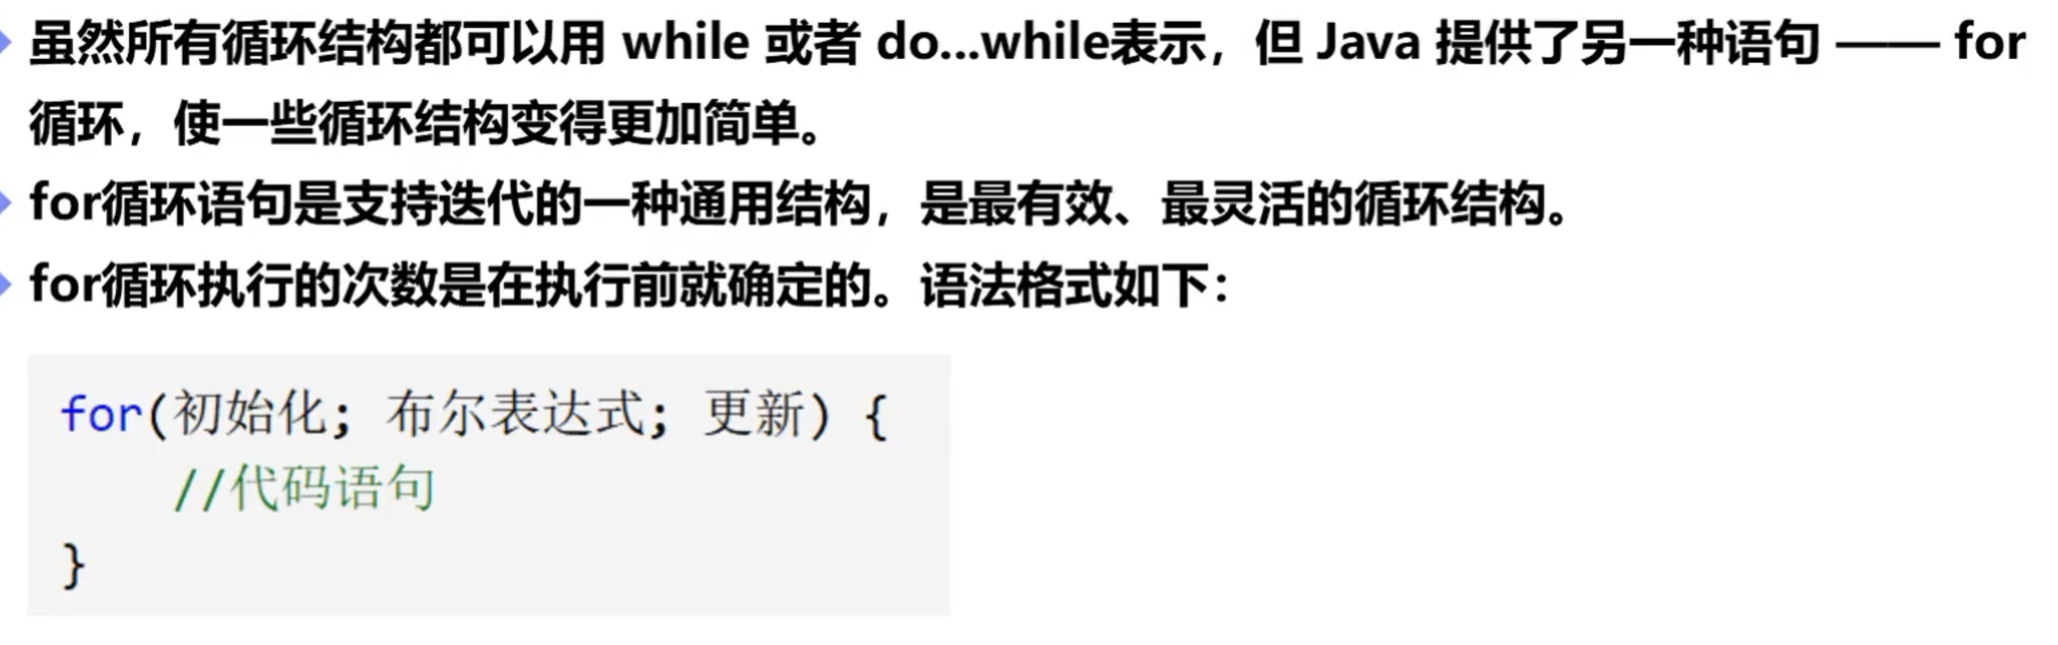 虽然所有循环结构都可以用 while 或者 do...while表示，但 Java 提供了另一种语句 —— for
循环，使一些循环结构变得更加简单。
for循环语句是支持迭代的一种通用结构，是最有效、最灵活的循环结构。
for循环执行的次数是在执行前就确定的。语法格式如下：
for(初始化; 布尔表达式; 更新) {
    //代码语句
}